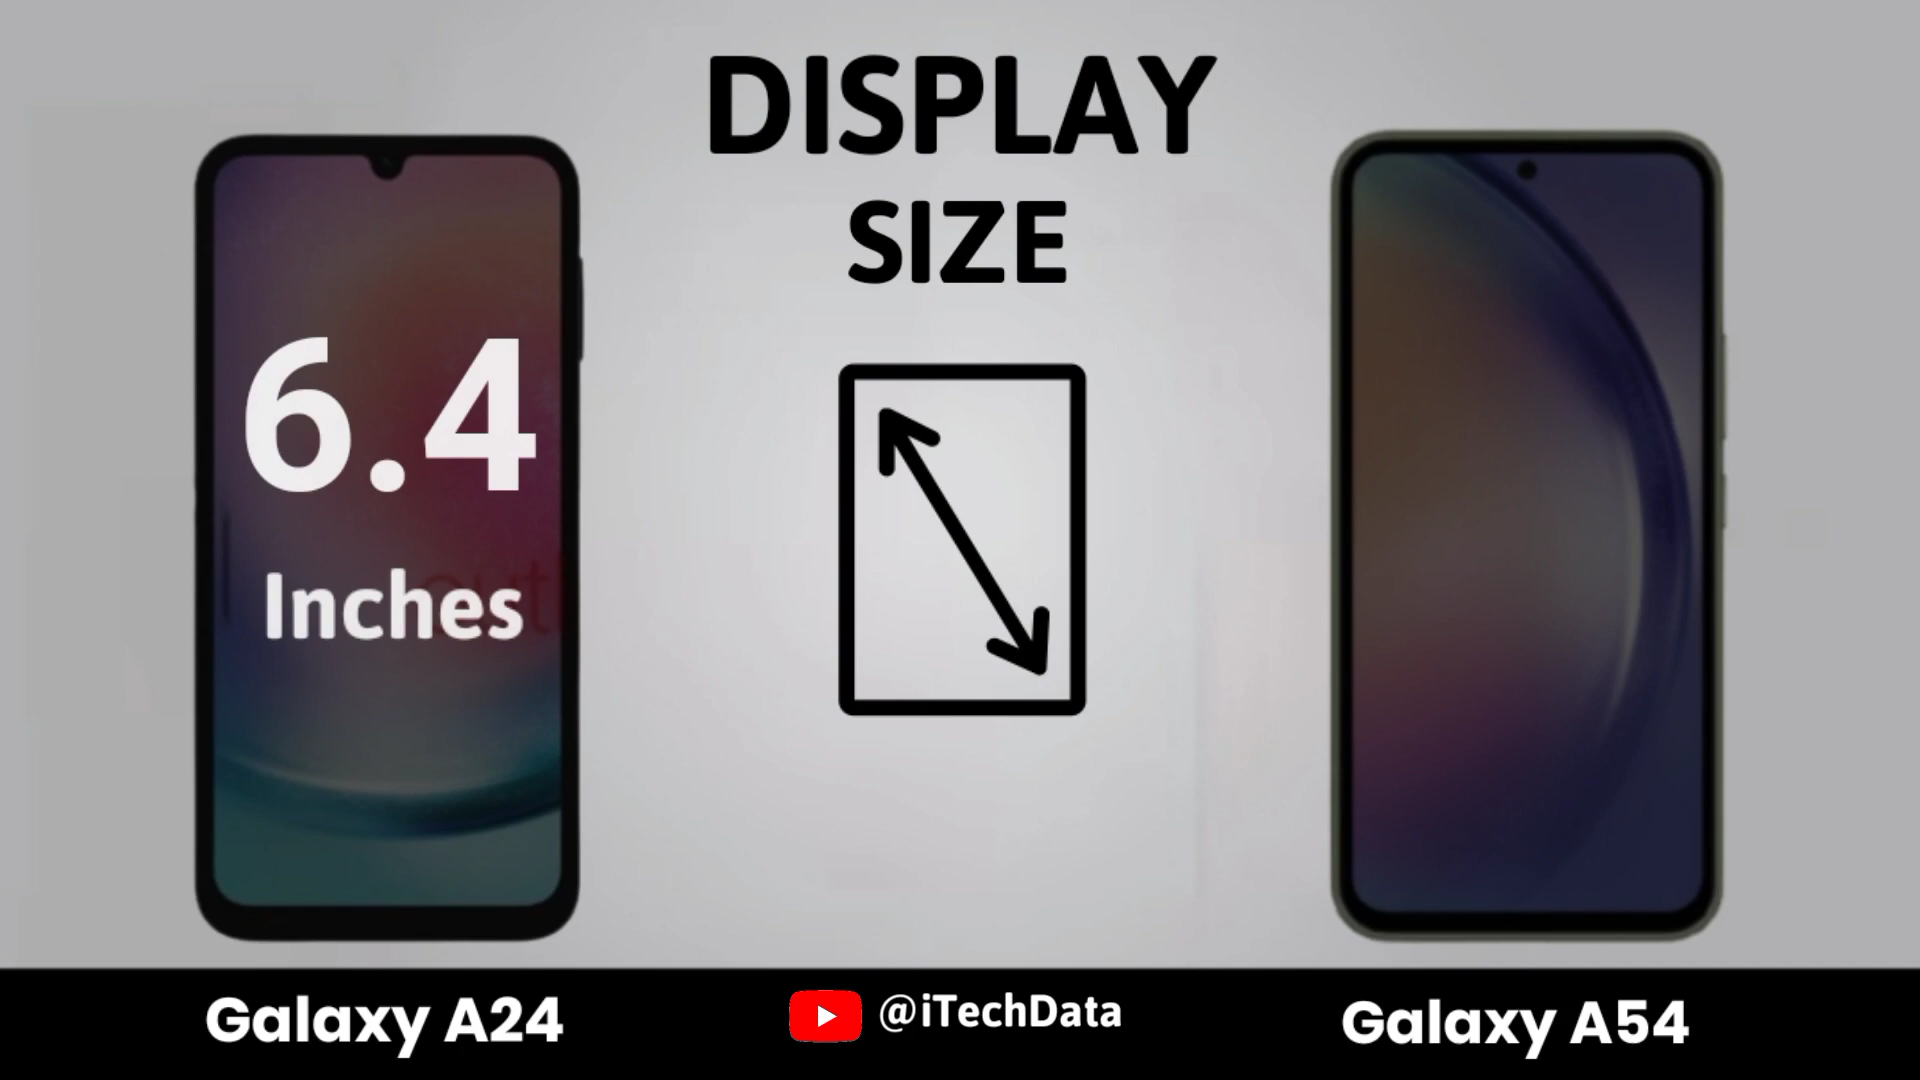 DISPLAY
SIZE
6.4
Inches
Galaxy A24
@iTechData
Galaxy A54